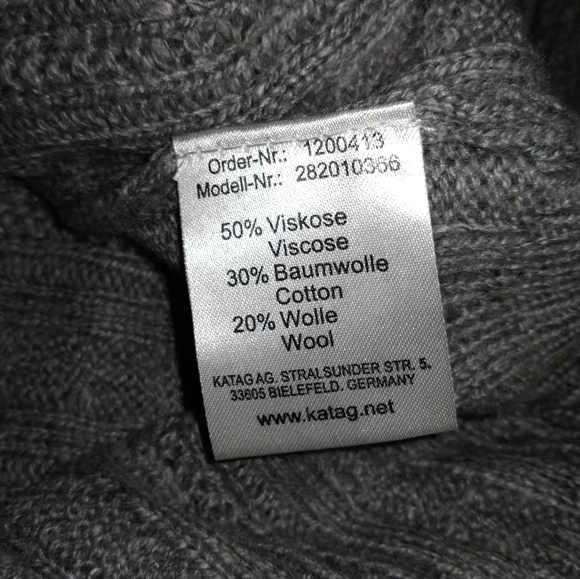 Order-Nr.: 1200413
Modell-Nr.: 282010366
50% Viskose
Viscose
30% Baumwolle
Cotton
20% Wolle
Wool
KATAG AG. STRALSUNDER STR. 5.
33605 BIELEFELD. GERMANY
www.katag.net